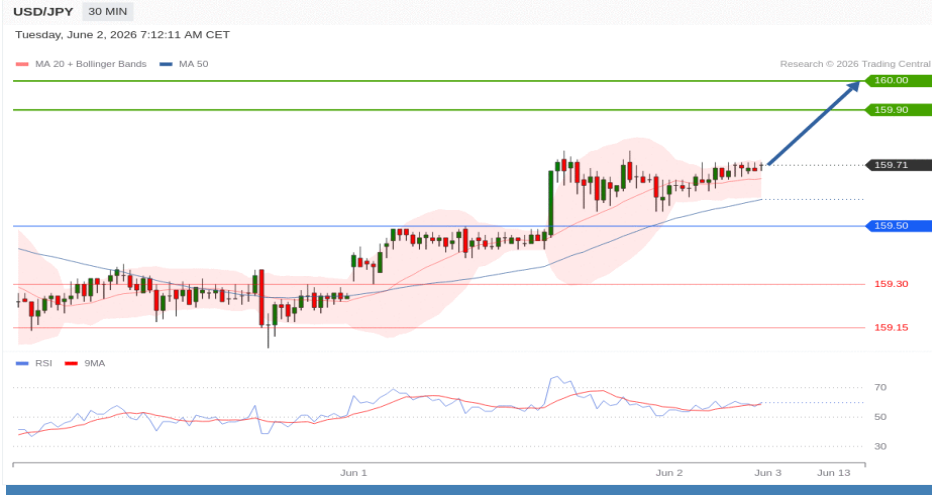 USD/JPY 30 MIN
Tuesday, June 2, 2026 7:12:11 AM CET
MA 20 + Bollinger Bands MA 50 Research © 2026 Trading Central
160.00
159.90
159.71
159.50
159.30
159.15
RSI 9MA
70
50
30
Jun 1 Jun 2 Jun 3 Jun 13